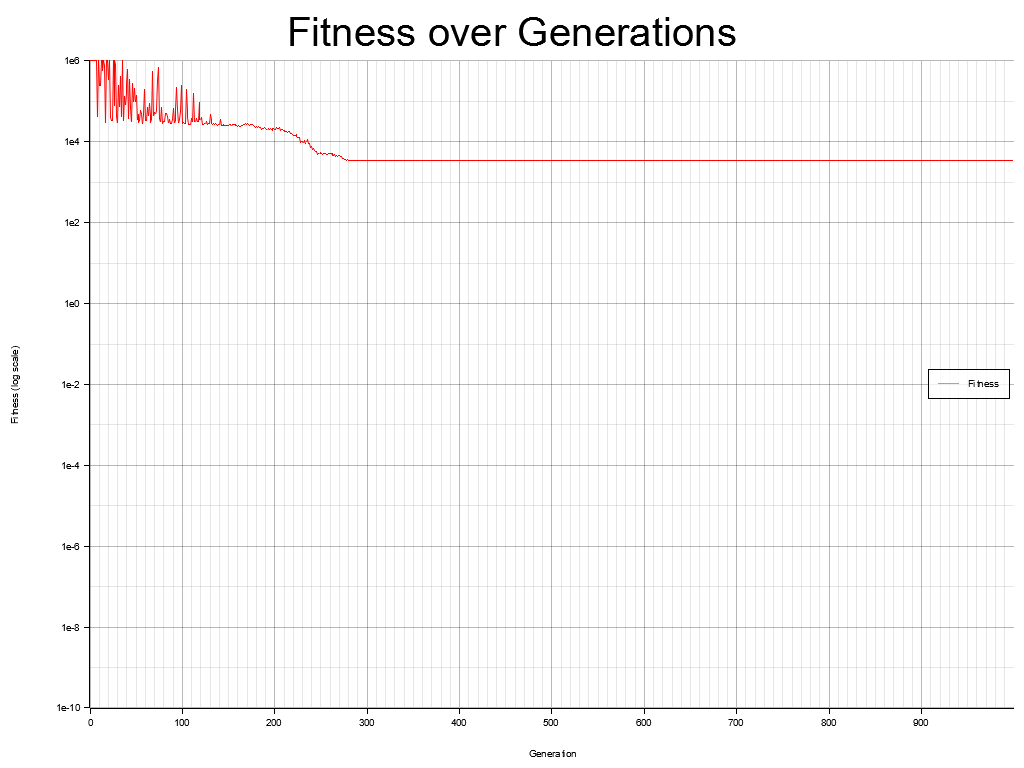 Fitness over Generations
1e6
1e4
1e2
1e0
1e-2
1e-4
1e-6
1e-8
1e-10
Fitness (log scale)
Fitness
0 100 200 300 400 500 600 700 800 900
Generation